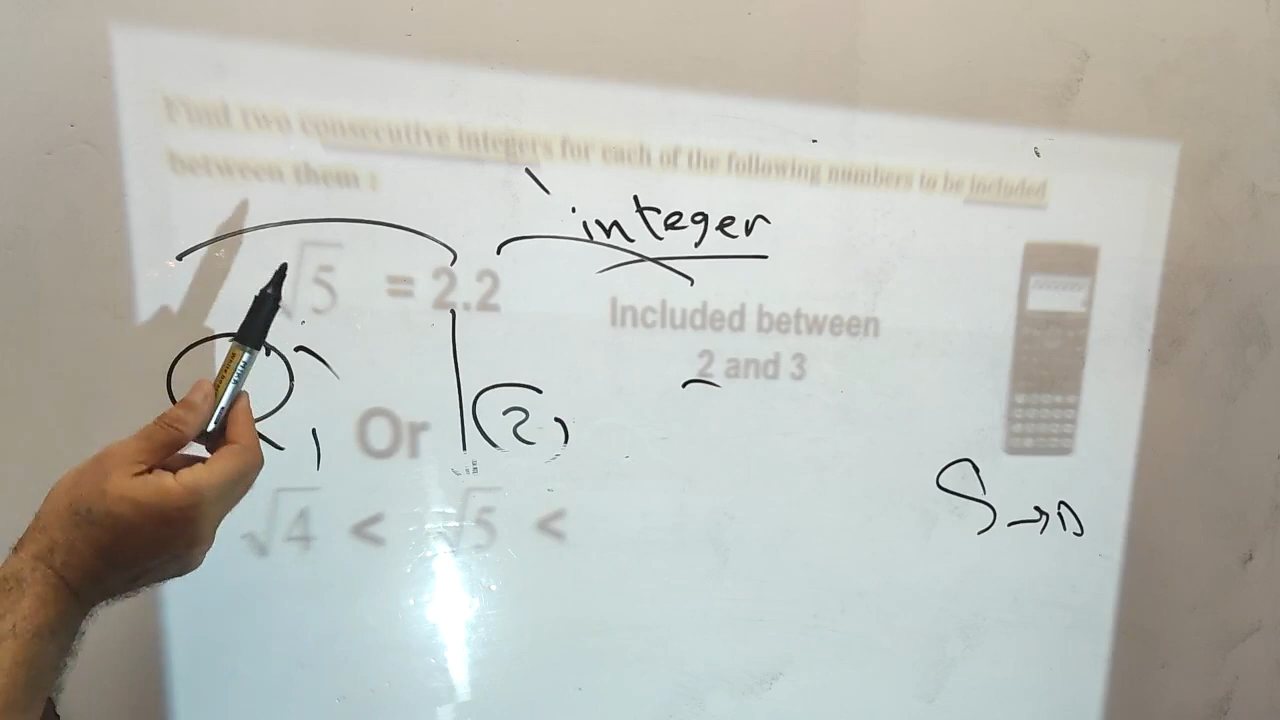 Find two consecutive integers for each of the following numbers to be included
between them :
integer
√5 = 2.2
Included between
2 and 3
Or
(2)
√4 < √5 <
S→D